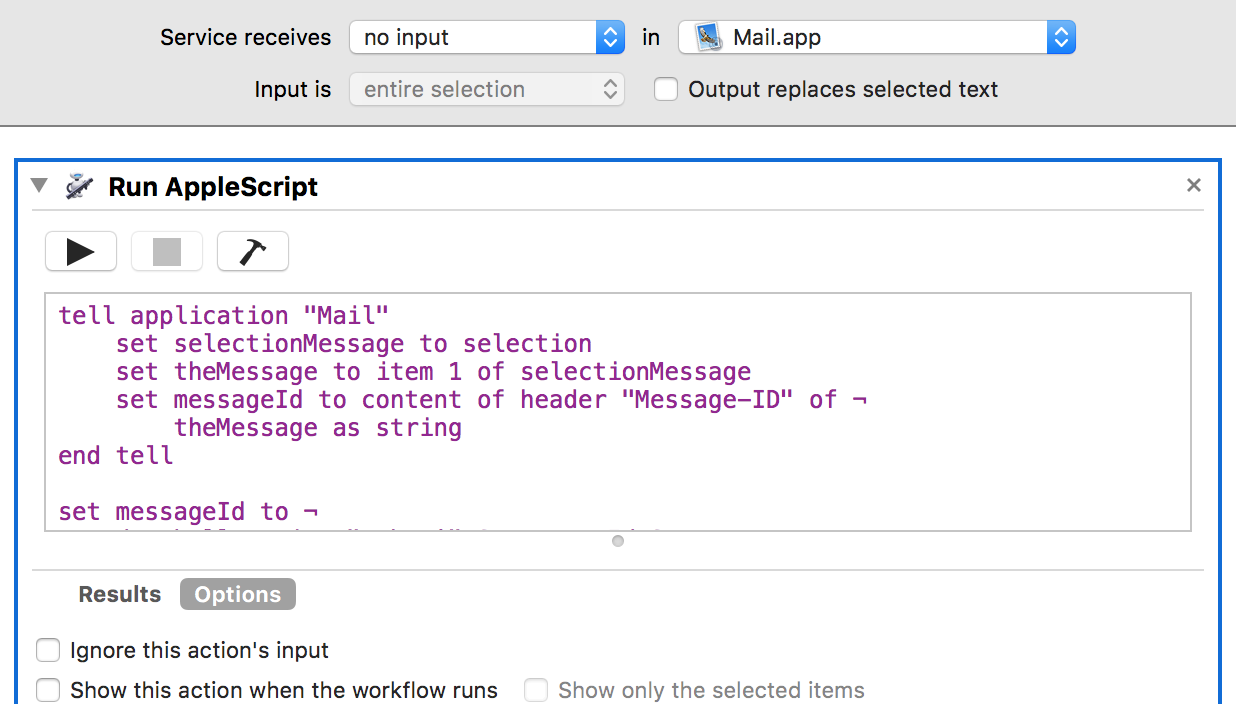 Service receives no input in Mail.app
Input is entire selection Output replaces selected text
Run AppleScript
tell application "Mail"
set selectionMessage to selection
set theMessage to item 1 of selectionMessage
set messageId to content of header "Message-ID" of ¬
theMessage as string
end tell
set messageId to ¬
Results Options
Ignore this action's input
Show this action when the workflow runs Show only the selected items